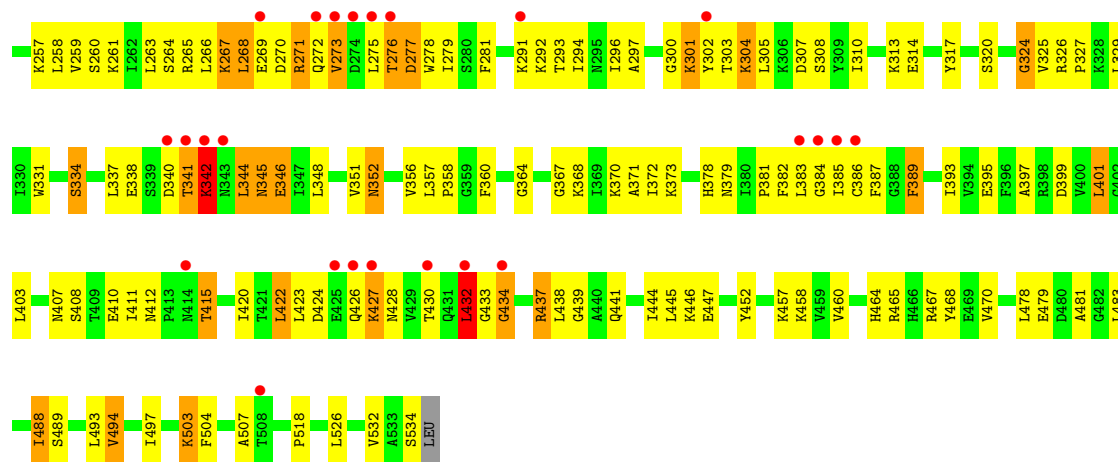 K257 L258 V259 S260 K261 I262 L263 S264 R265 L266 K267 L268 E269 D270 R271 Q272 V273 D274 L275 T276 D277 W278 I279 S280 F281 K291 K292 T293 I294 N295 I296 A297 G300 K301 Y302 T303 K304 L305 K306 D307 S308 Y309 I310 K313 E314 Y317 S320 G324 V325 R326 P327 K328 L329
I330 W331 S334 L337 E338 S339 D340 T341 K342 N343 L344 N345 E346 I347 L348 V351 N352 V356 L357 P358 G359 F360 G364 G367 K368 I369 K370 A371 I372 K373 H378 N379 I380 P381 F382 L383 G384 I385 C386 F387 G388 F389 I393 V394 E395 F396 A397 R398 D399 V400 L401
L403 N407 S408 T409 E410 I411 N412 P413 N414 T415 I420 T421 L422 L423 D424 E425 Q426 K427 N428 V429 T430 Q431 L432 G433 G434 R437 L438 G439 A440 Q441 I444 L445 K446 E447 Y452 K457 K458 V459 V460 H464 R465 H466 R467 Y468 E469 V470 L478 E479 D480 A481 G482
I488 S489 L493 V494 I497 K503 F504 A507 T508 P518 L526 V532 A533 S534 LEU